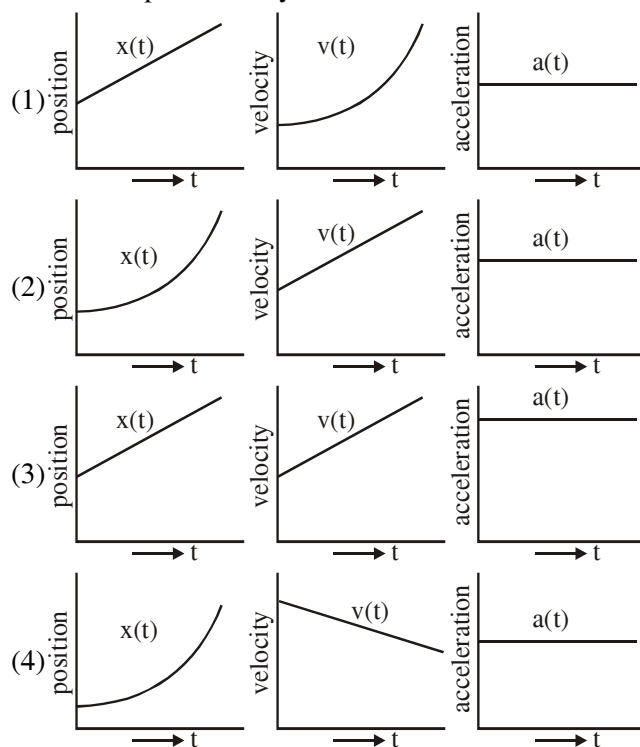 (1)
position
x(t)
t
velocity
v(t)
t
acceleration
a(t)
t
(2)
position
x(t)
t
velocity
v(t)
t
acceleration
a(t)
t
(3)
position
x(t)
t
velocity
v(t)
t
acceleration
a(t)
t
(4)
position
x(t)
t
velocity
v(t)
t
acceleration
a(t)
t